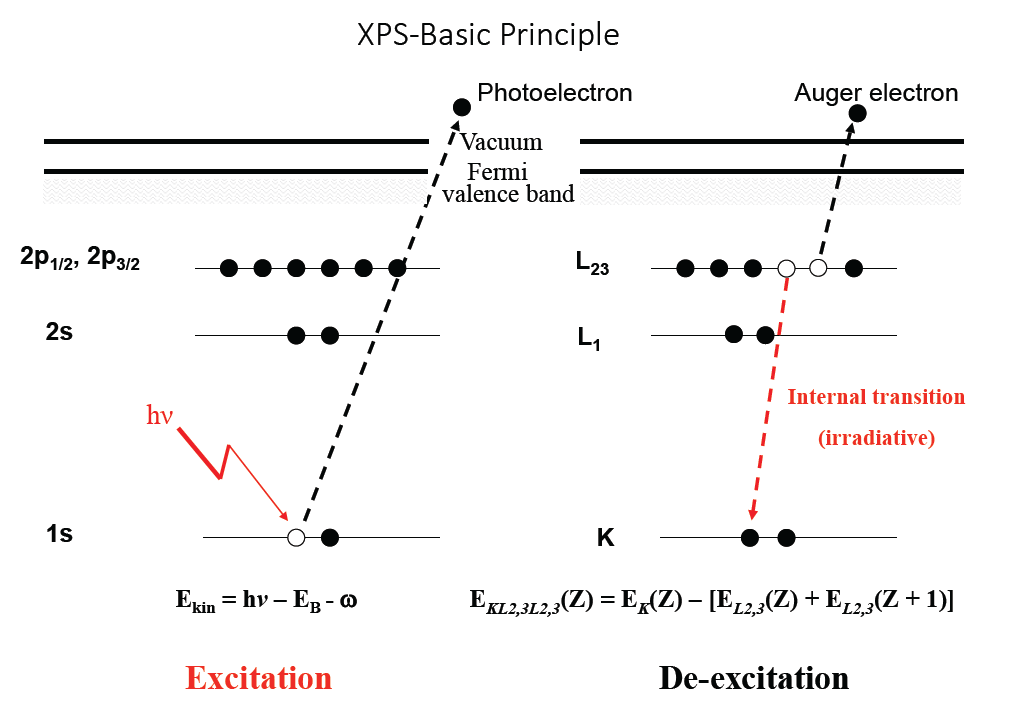 XPS-Basic Principle
Photoelectron
Auger electron
Vacuum
Fermi
valence band
2p1/2, 2p3/2
L23
2s
L1
Internal transition
(irradiative)
hν
1s
K
Ekin = hν – EB - ω
EKL2,3L2,3(Z) = EK(Z) – [EL2,3(Z) + EL2,3(Z + 1)]
Excitation
De-excitation